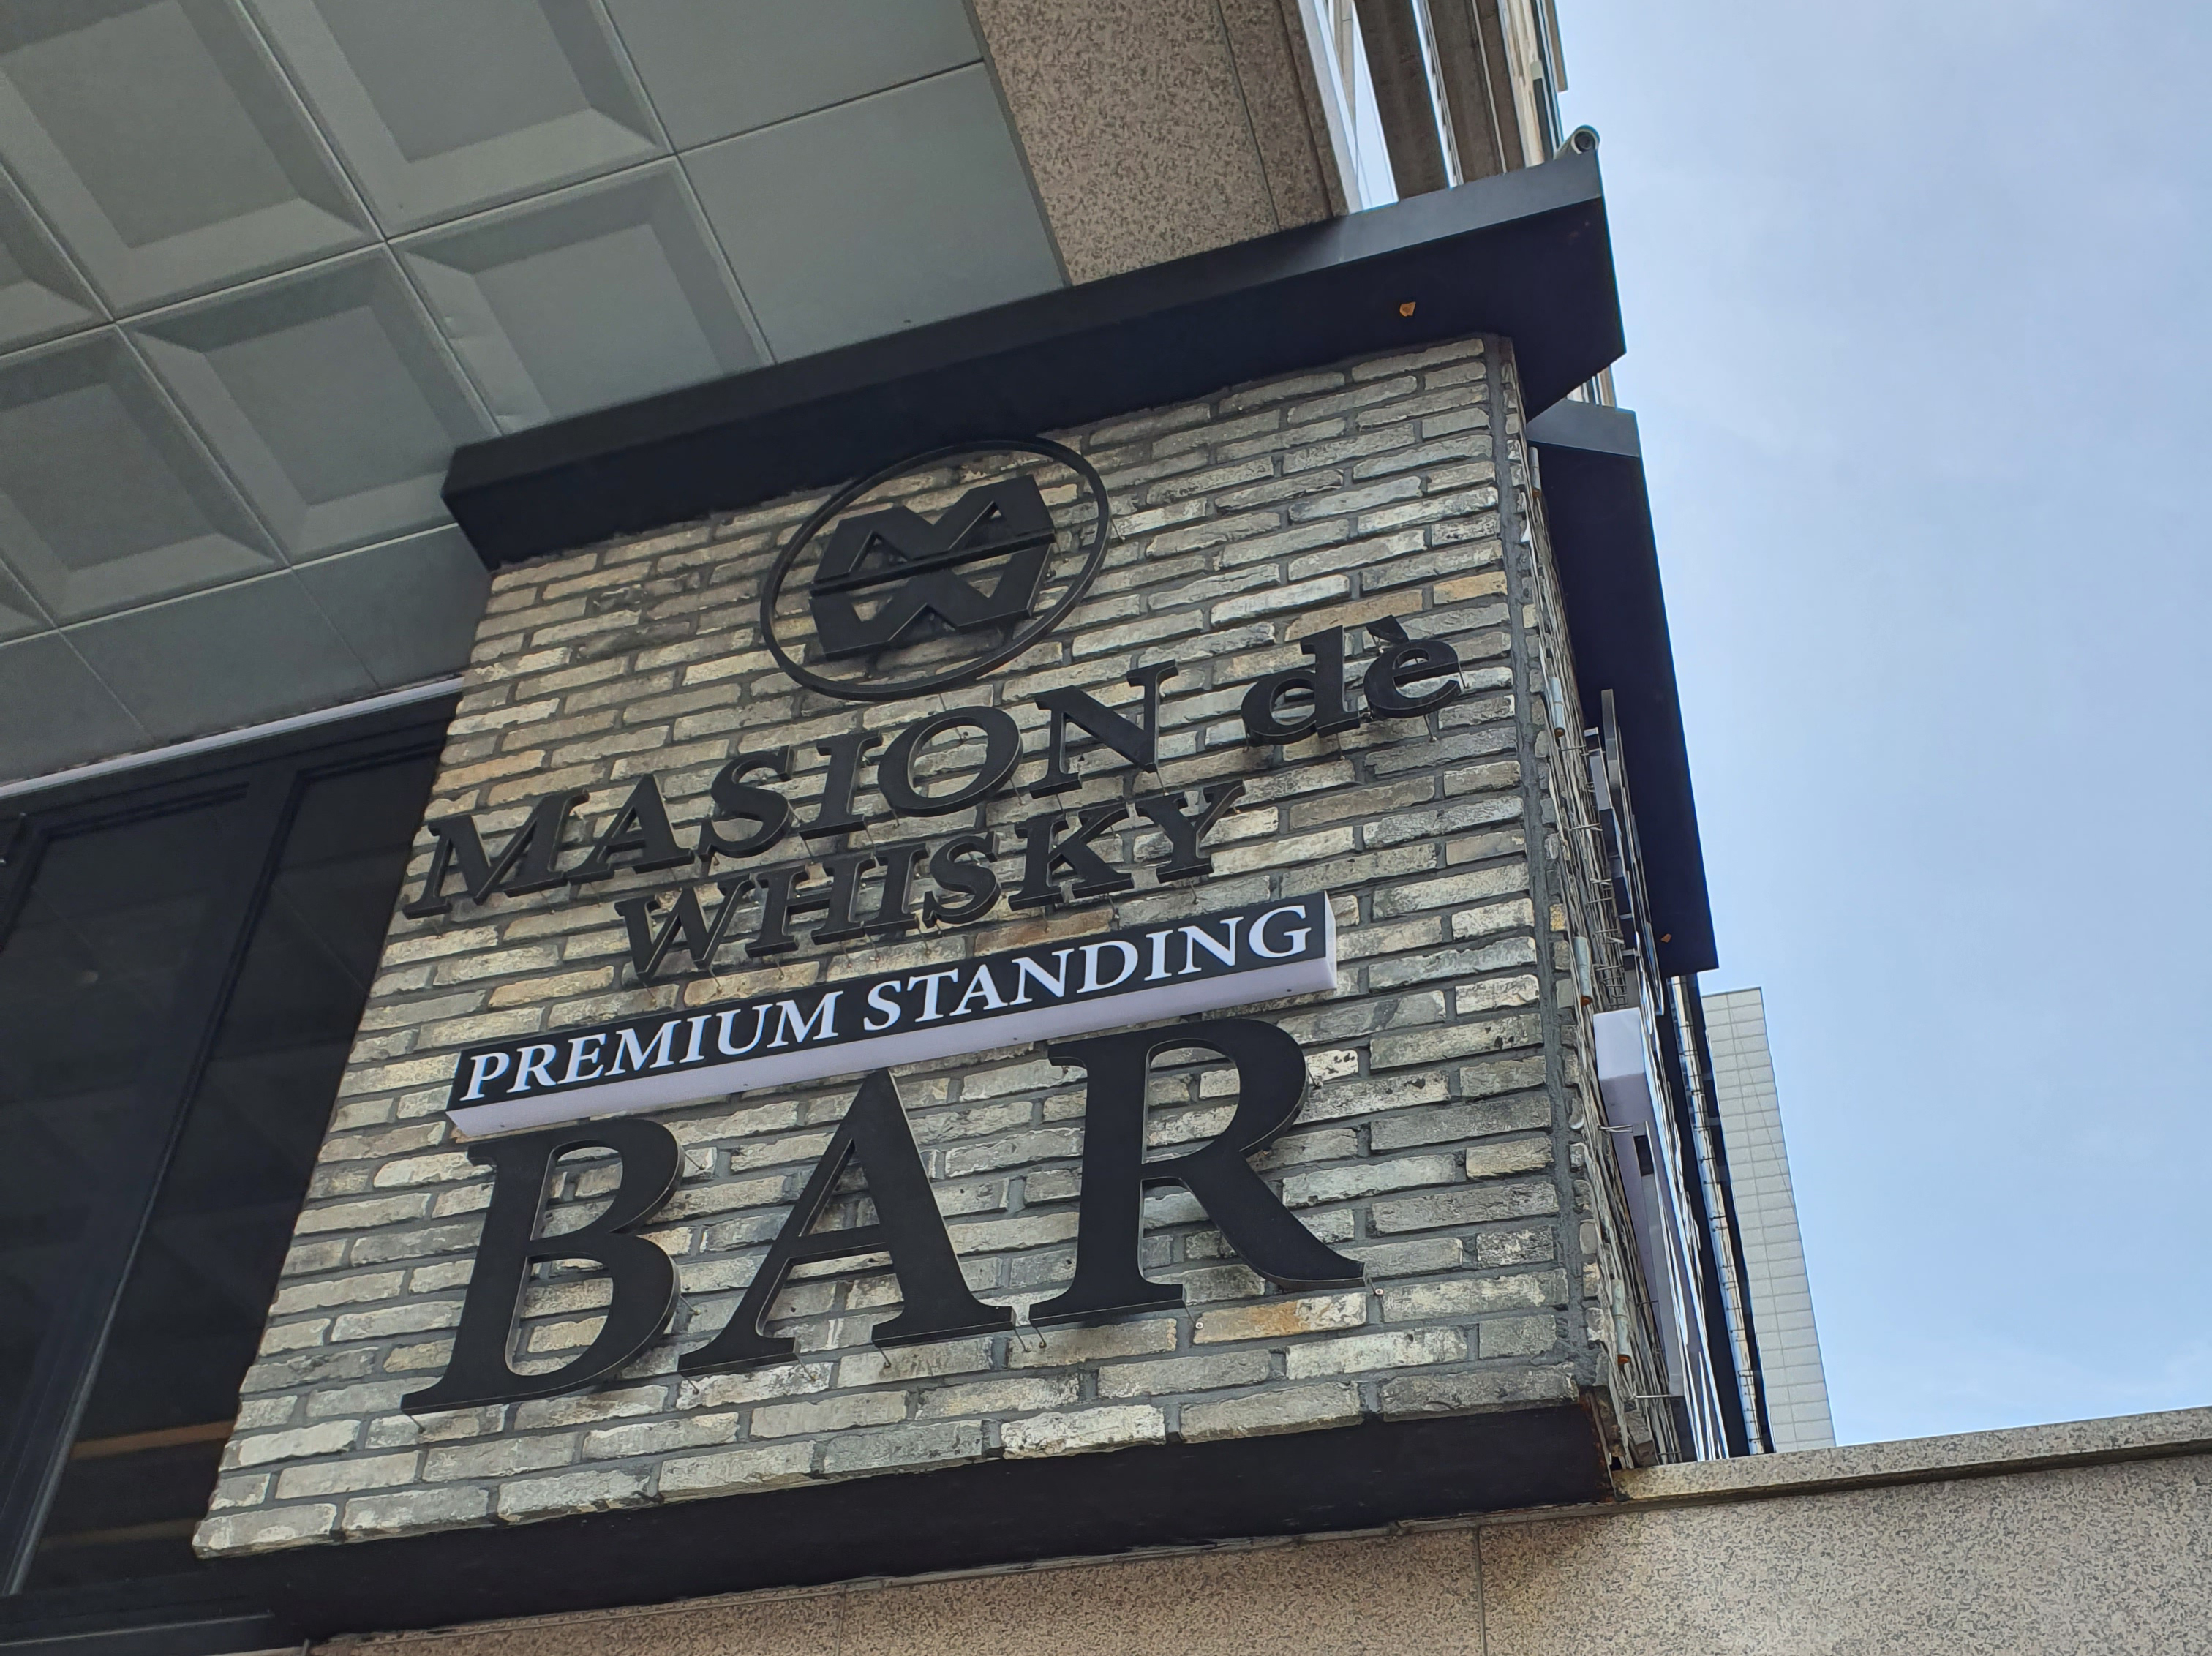 MASION dè
WHISKY
PREMIUM STANDING
BAR